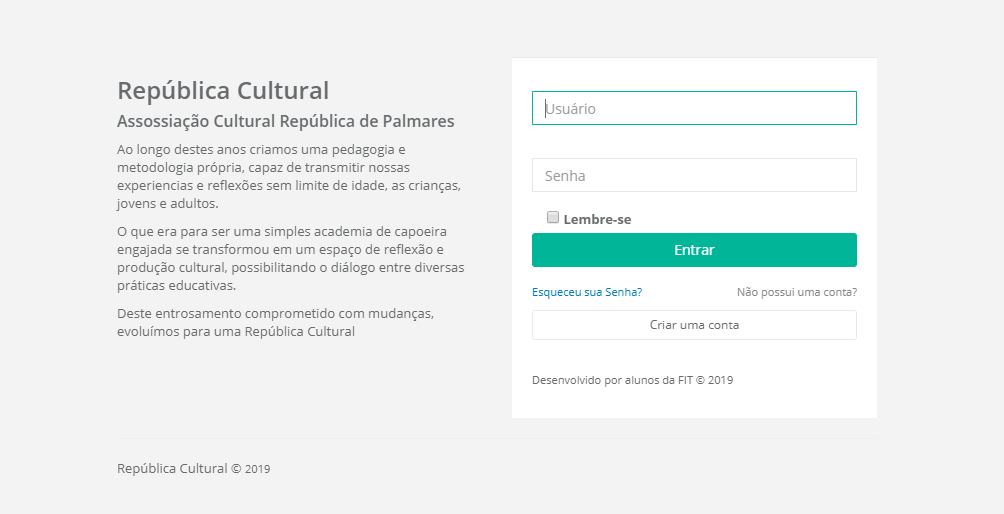 República Cultural
Assossiação Cultural República de Palmares
Ao longo destes anos criamos uma pedagogia e
metodologia própria, capaz de transmitir nossas
experiencias e reflexões sem limite de idade, as crianças,
jovens e adultos.
O que era para ser uma simples academia de capoeira
engajada se transformou em um espaço de reflexão e
produção cultural, possibilitando o diálogo entre diversas
práticas educativas.
Deste entrosamento comprometido com mudanças,
evoluímos para uma República Cultural
Usuário
Senha
Lembre-se
Entrar
Esqueceu sua Senha?
Não possui uma conta?
Criar uma conta
Desenvolvido por alunos da FIT © 2019
República Cultural © 2019